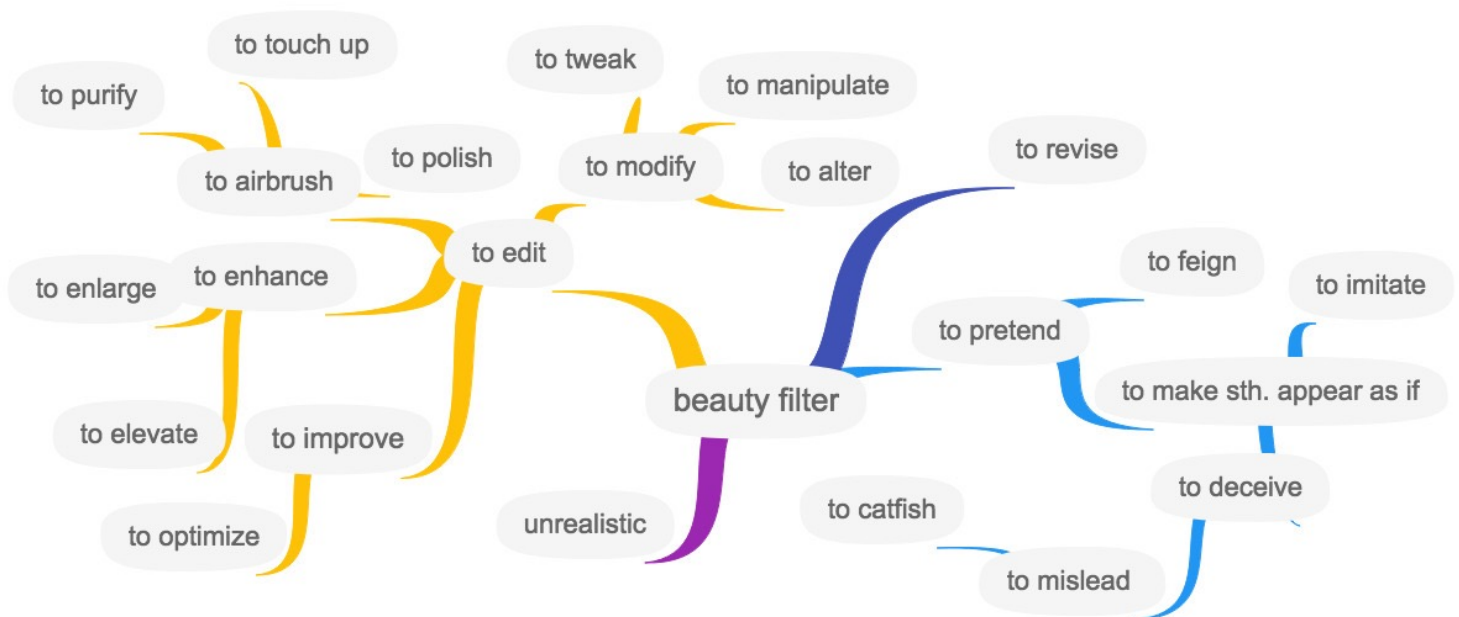 to touch up
to tweak
to purify
to manipulate
to revise
to polish
to airbrush
to modify
to alter
to edit
to feign
to enlarge
to enhance
to imitate
to pretend
to make sth. appear as if
beauty filter
to elevate
to improve
to deceive
to catfish
unrealistic
to optimize
to mislead